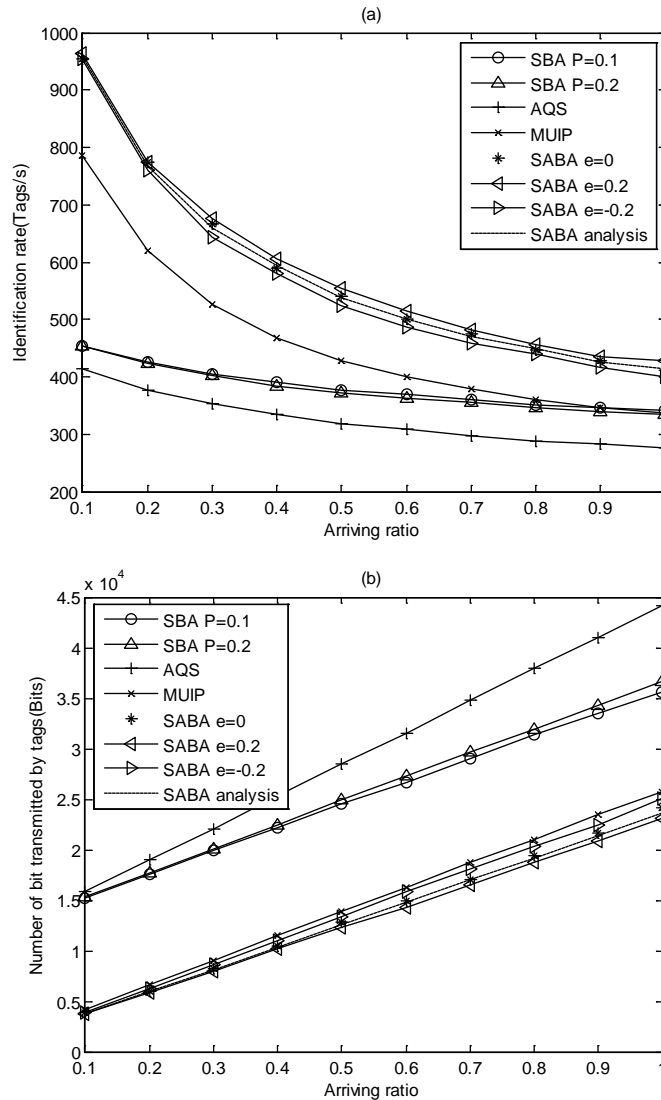 (a)
1000
900
800
700
600
500
400
300
200
Identification rate(Tags/s)
SBA P=0.1
SBA P=0.2
AQS
MUIP
SABA e=0
SABA e=0.2
SABA e=-0.2
SABA analysis
0.1 0.2 0.3 0.4 0.5 0.6 0.7 0.8 0.9 1
Arriving ratio
(b)
x 10^4
4.5
4
3.5
3
2.5
2
1.5
1
0.5
0
Number of bit transmitted by tags(Bits)
SBA P=0.1
SBA P=0.2
AQS
MUIP
SABA e=0
SABA e=0.2
SABA e=-0.2
SABA analysis
0.1 0.2 0.3 0.4 0.5 0.6 0.7 0.8 0.9 1
Arriving ratio